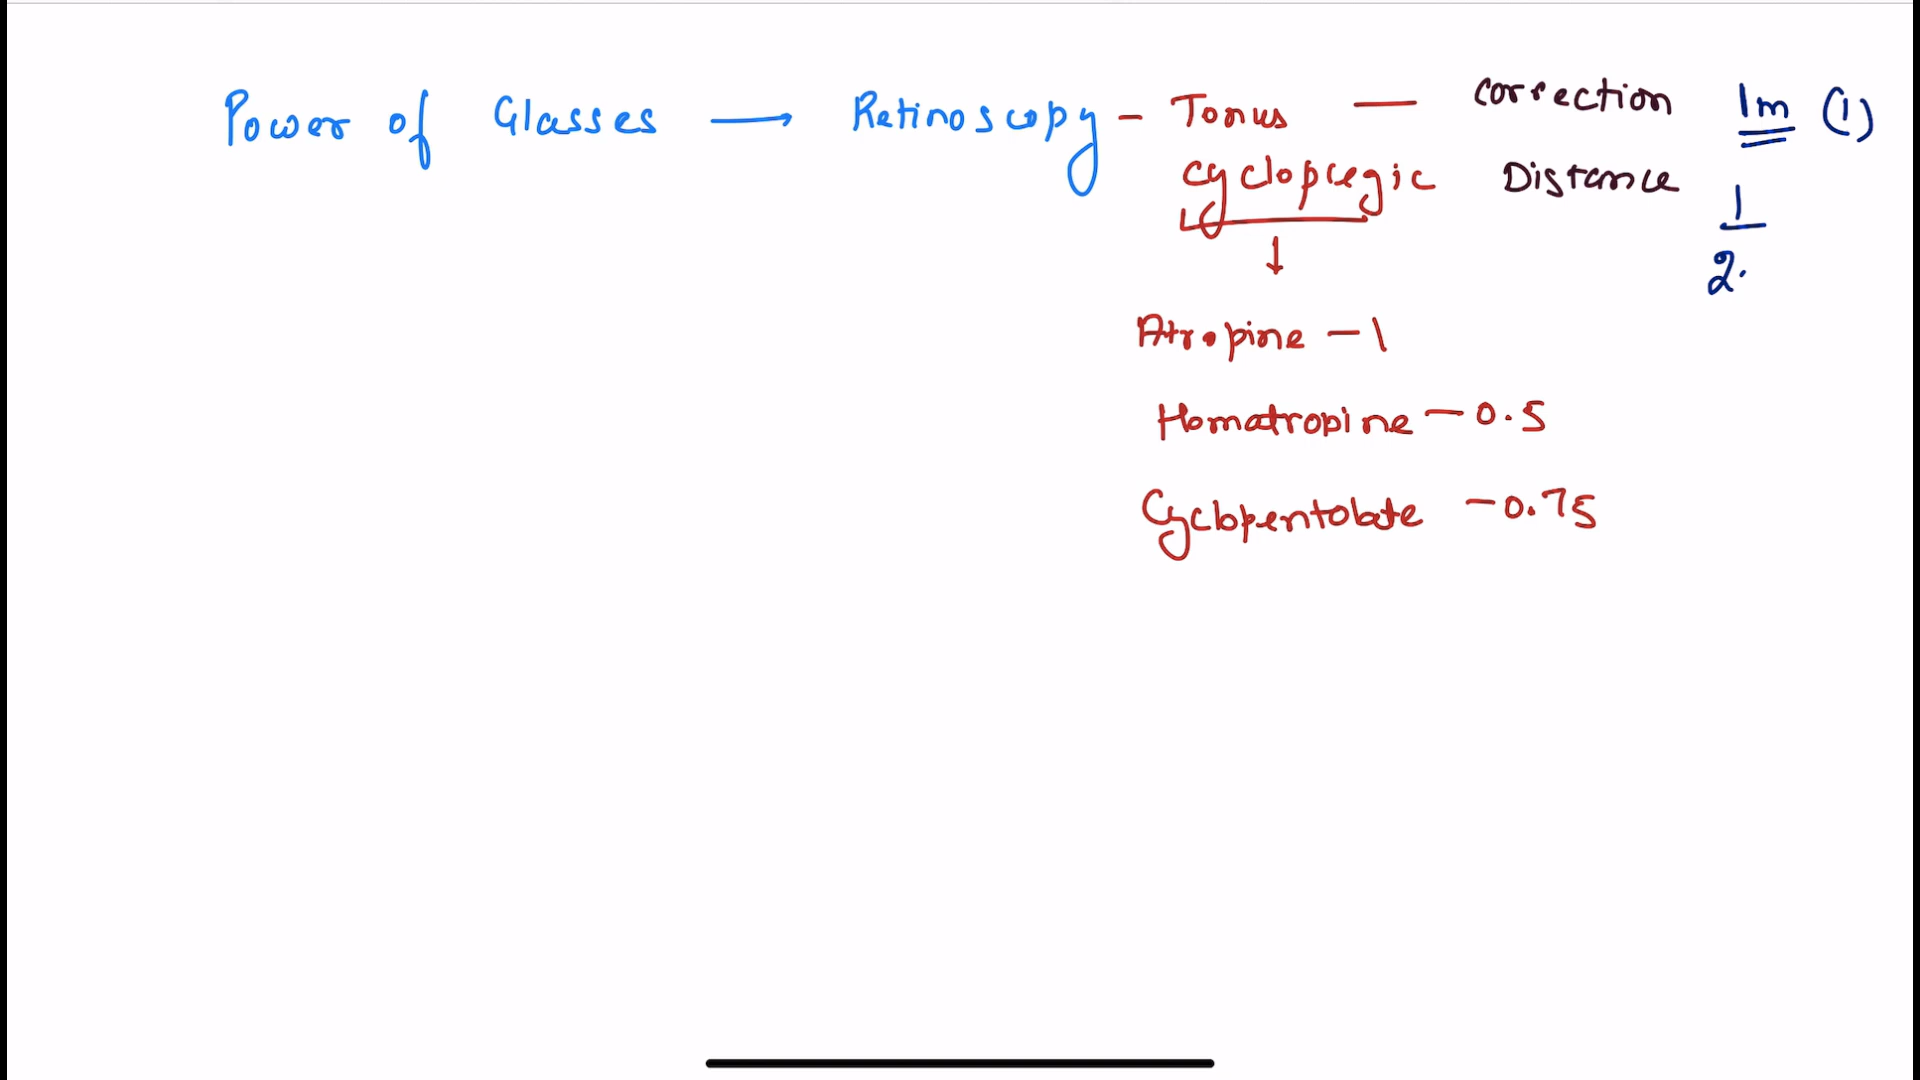 Power of Glasses → Retinoscopy - Tonus — correction 1m (1)
Cycloplegic Distance 1
↓ 2.
Atropine - 1
Homatropine - 0.5
Cyclopentolate - 0.75